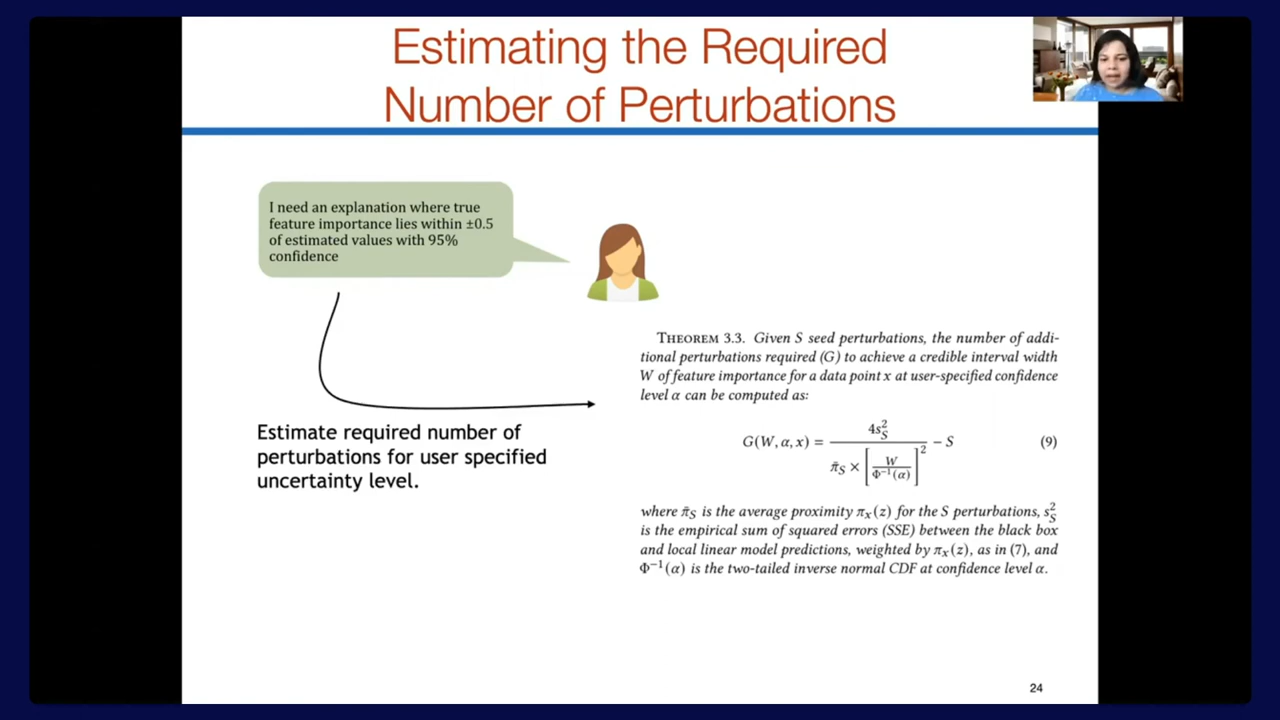 Estimating the Required
Number of Perturbations
I need an explanation where true
feature importance lies within ±0.5
of estimated values with 95%
confidence
Estimate required number of
perturbations for user specified
uncertainty level.
THEOREM 3.3. Given S seed perturbations, the number of addi-
tional perturbations required (G) to achieve a credible interval width
W of feature importance for a data point x at user-specified confidence
level α can be computed as:
G(W, α, x) = 4s²_S / (π̄_S × [W / Φ⁻¹(α)]²) − S (9)
where π̄_S is the average proximity π_x(z) for the S perturbations, s²_S
is the empirical sum of squared errors (SSE) between the black box
and local linear model predictions, weighted by π_x(z), as in (7), and
Φ⁻¹(α) is the two-tailed inverse normal CDF at confidence level α.
24